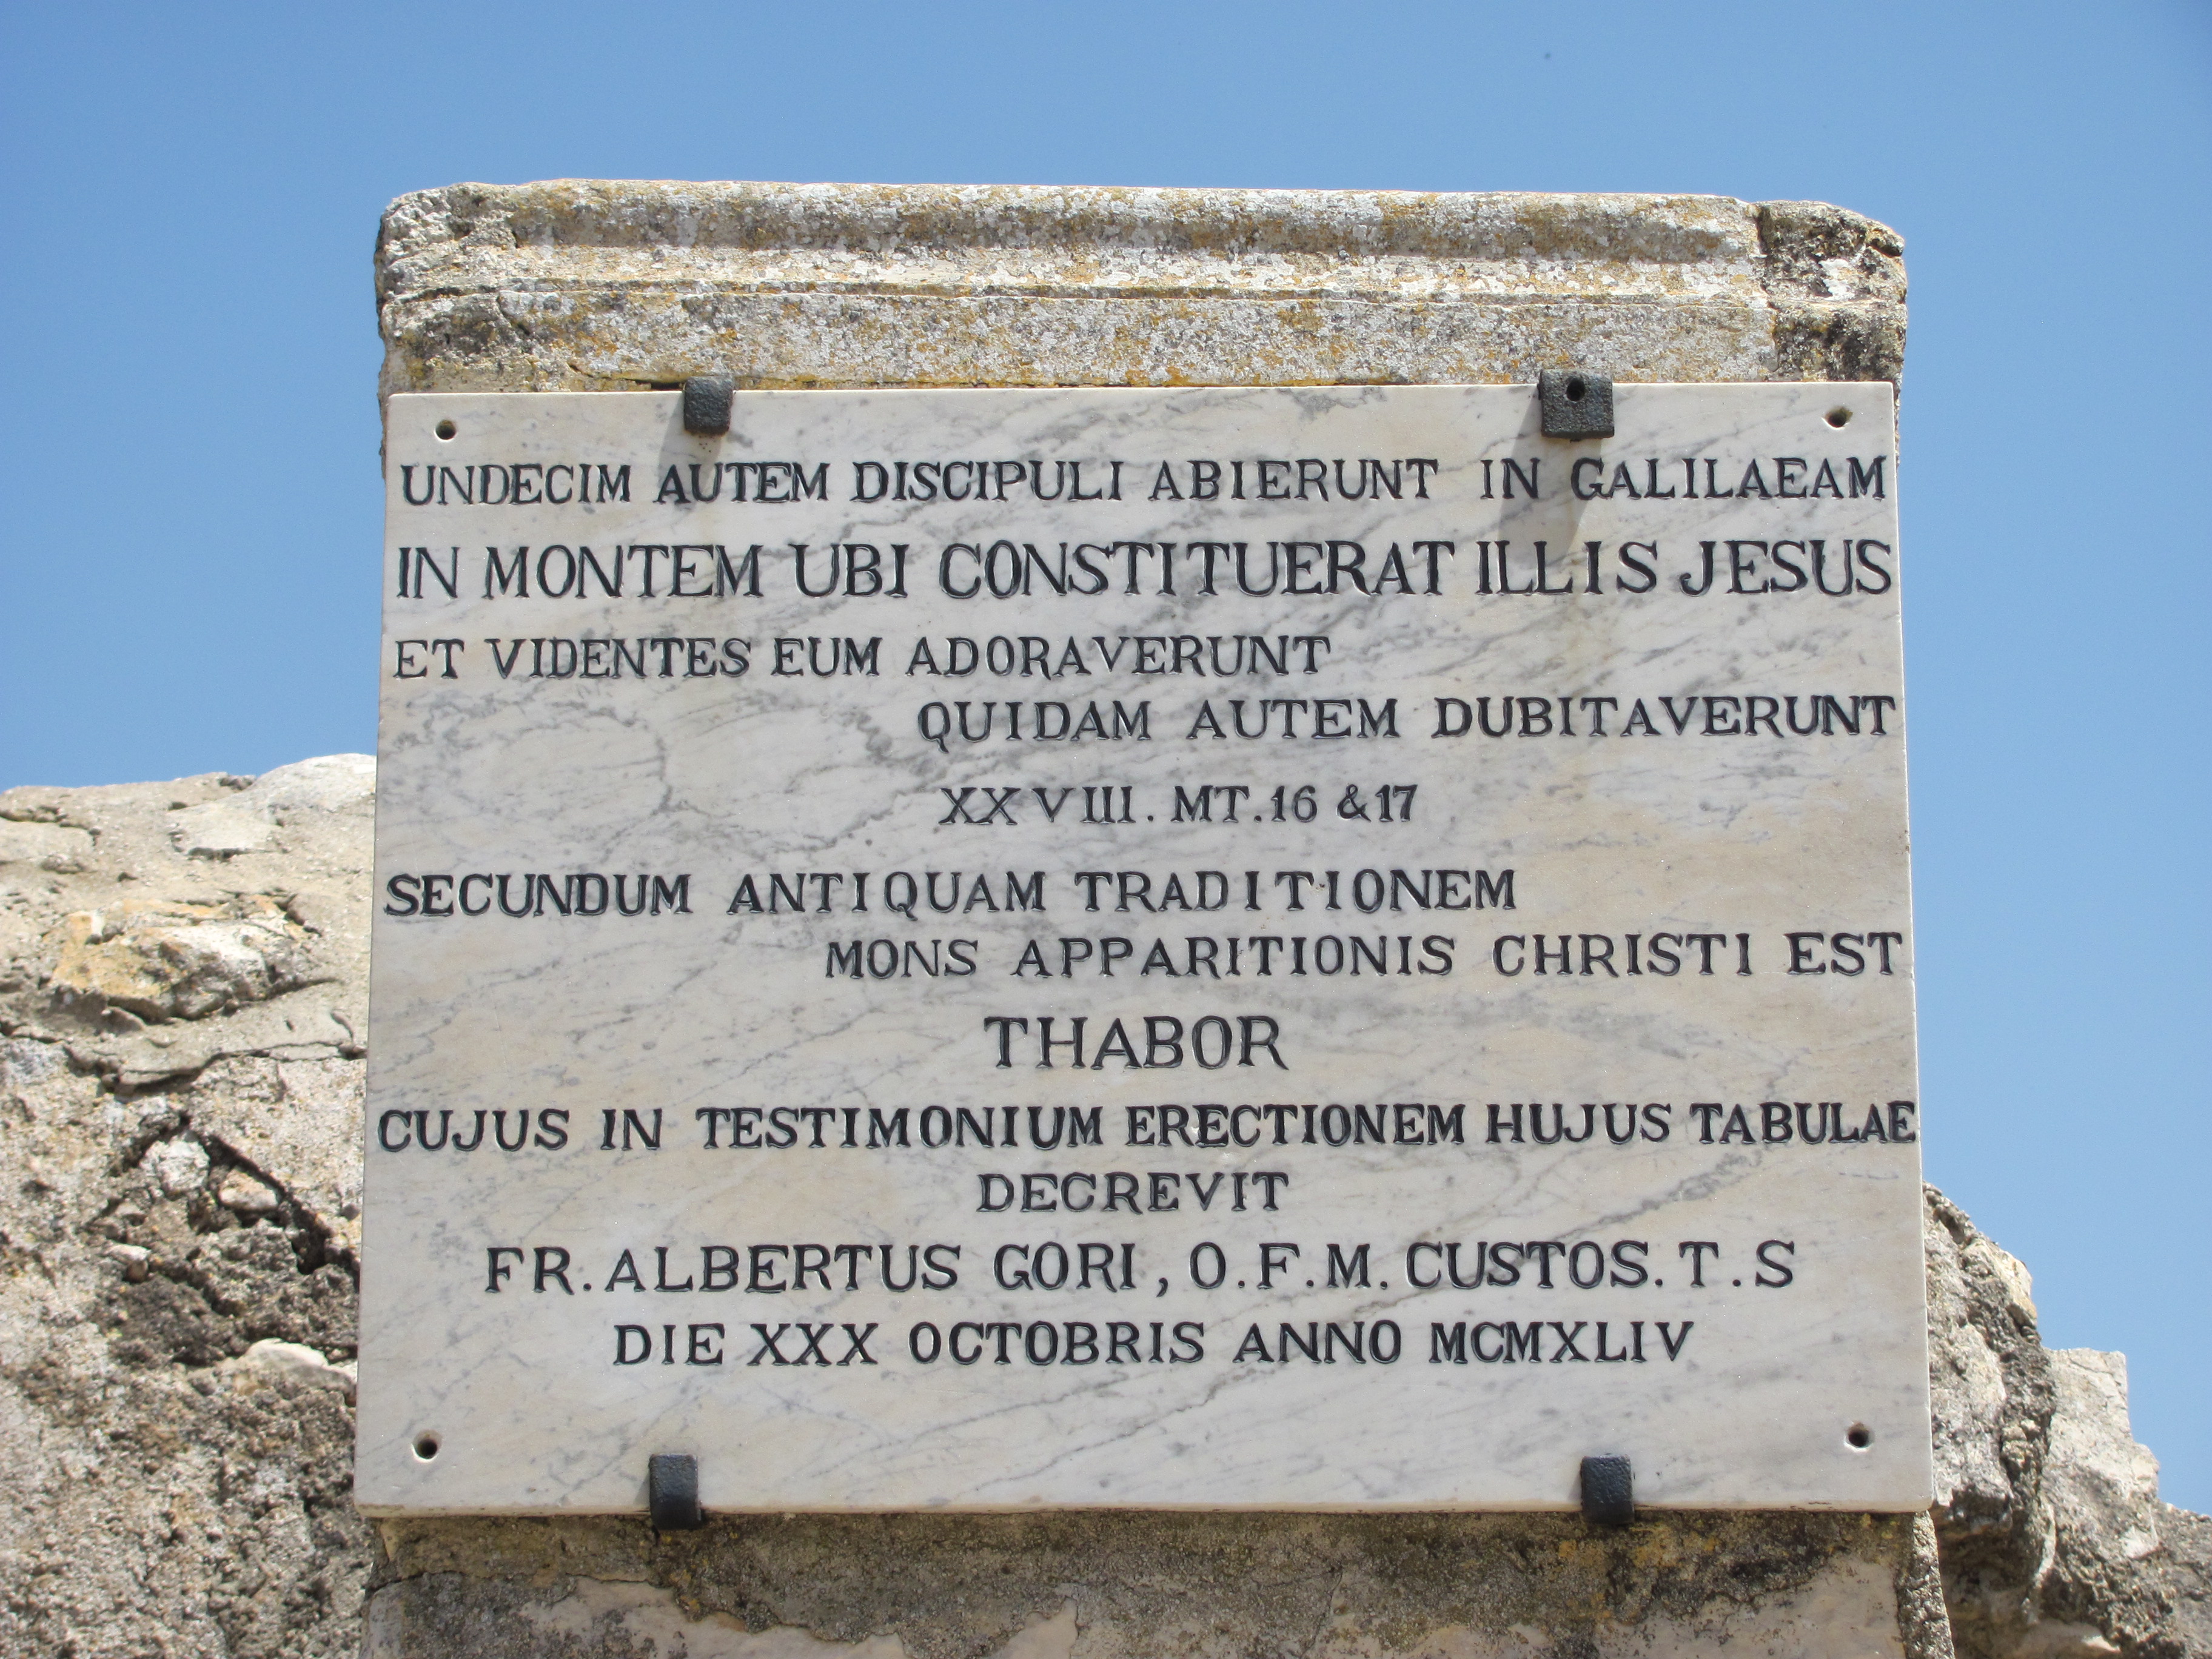 UNDECIM AUTEM DISCIPULI ABIERUNT IN GALILAEAM
IN MONTEM UBI CONSTITUERAT ILLIS JESUS
ET VIDENTES EUM ADORAVERUNT
QUIDAM AUTEM DUBITAVERUNT
XXVIII. MT. 16 & 17
SECUNDUM ANTIQUAM TRADITIONEM
MONS APPARITIONIS CHRISTI EST
THABOR
CUJUS IN TESTIMONIUM ERECTIONEM HUJUS TABULAE
DECREVIT
FR. ALBERTUS GORI, O.F.M. CUSTOS. T.S
DIE XXX OCTOBRIS ANNO MCMXLIV